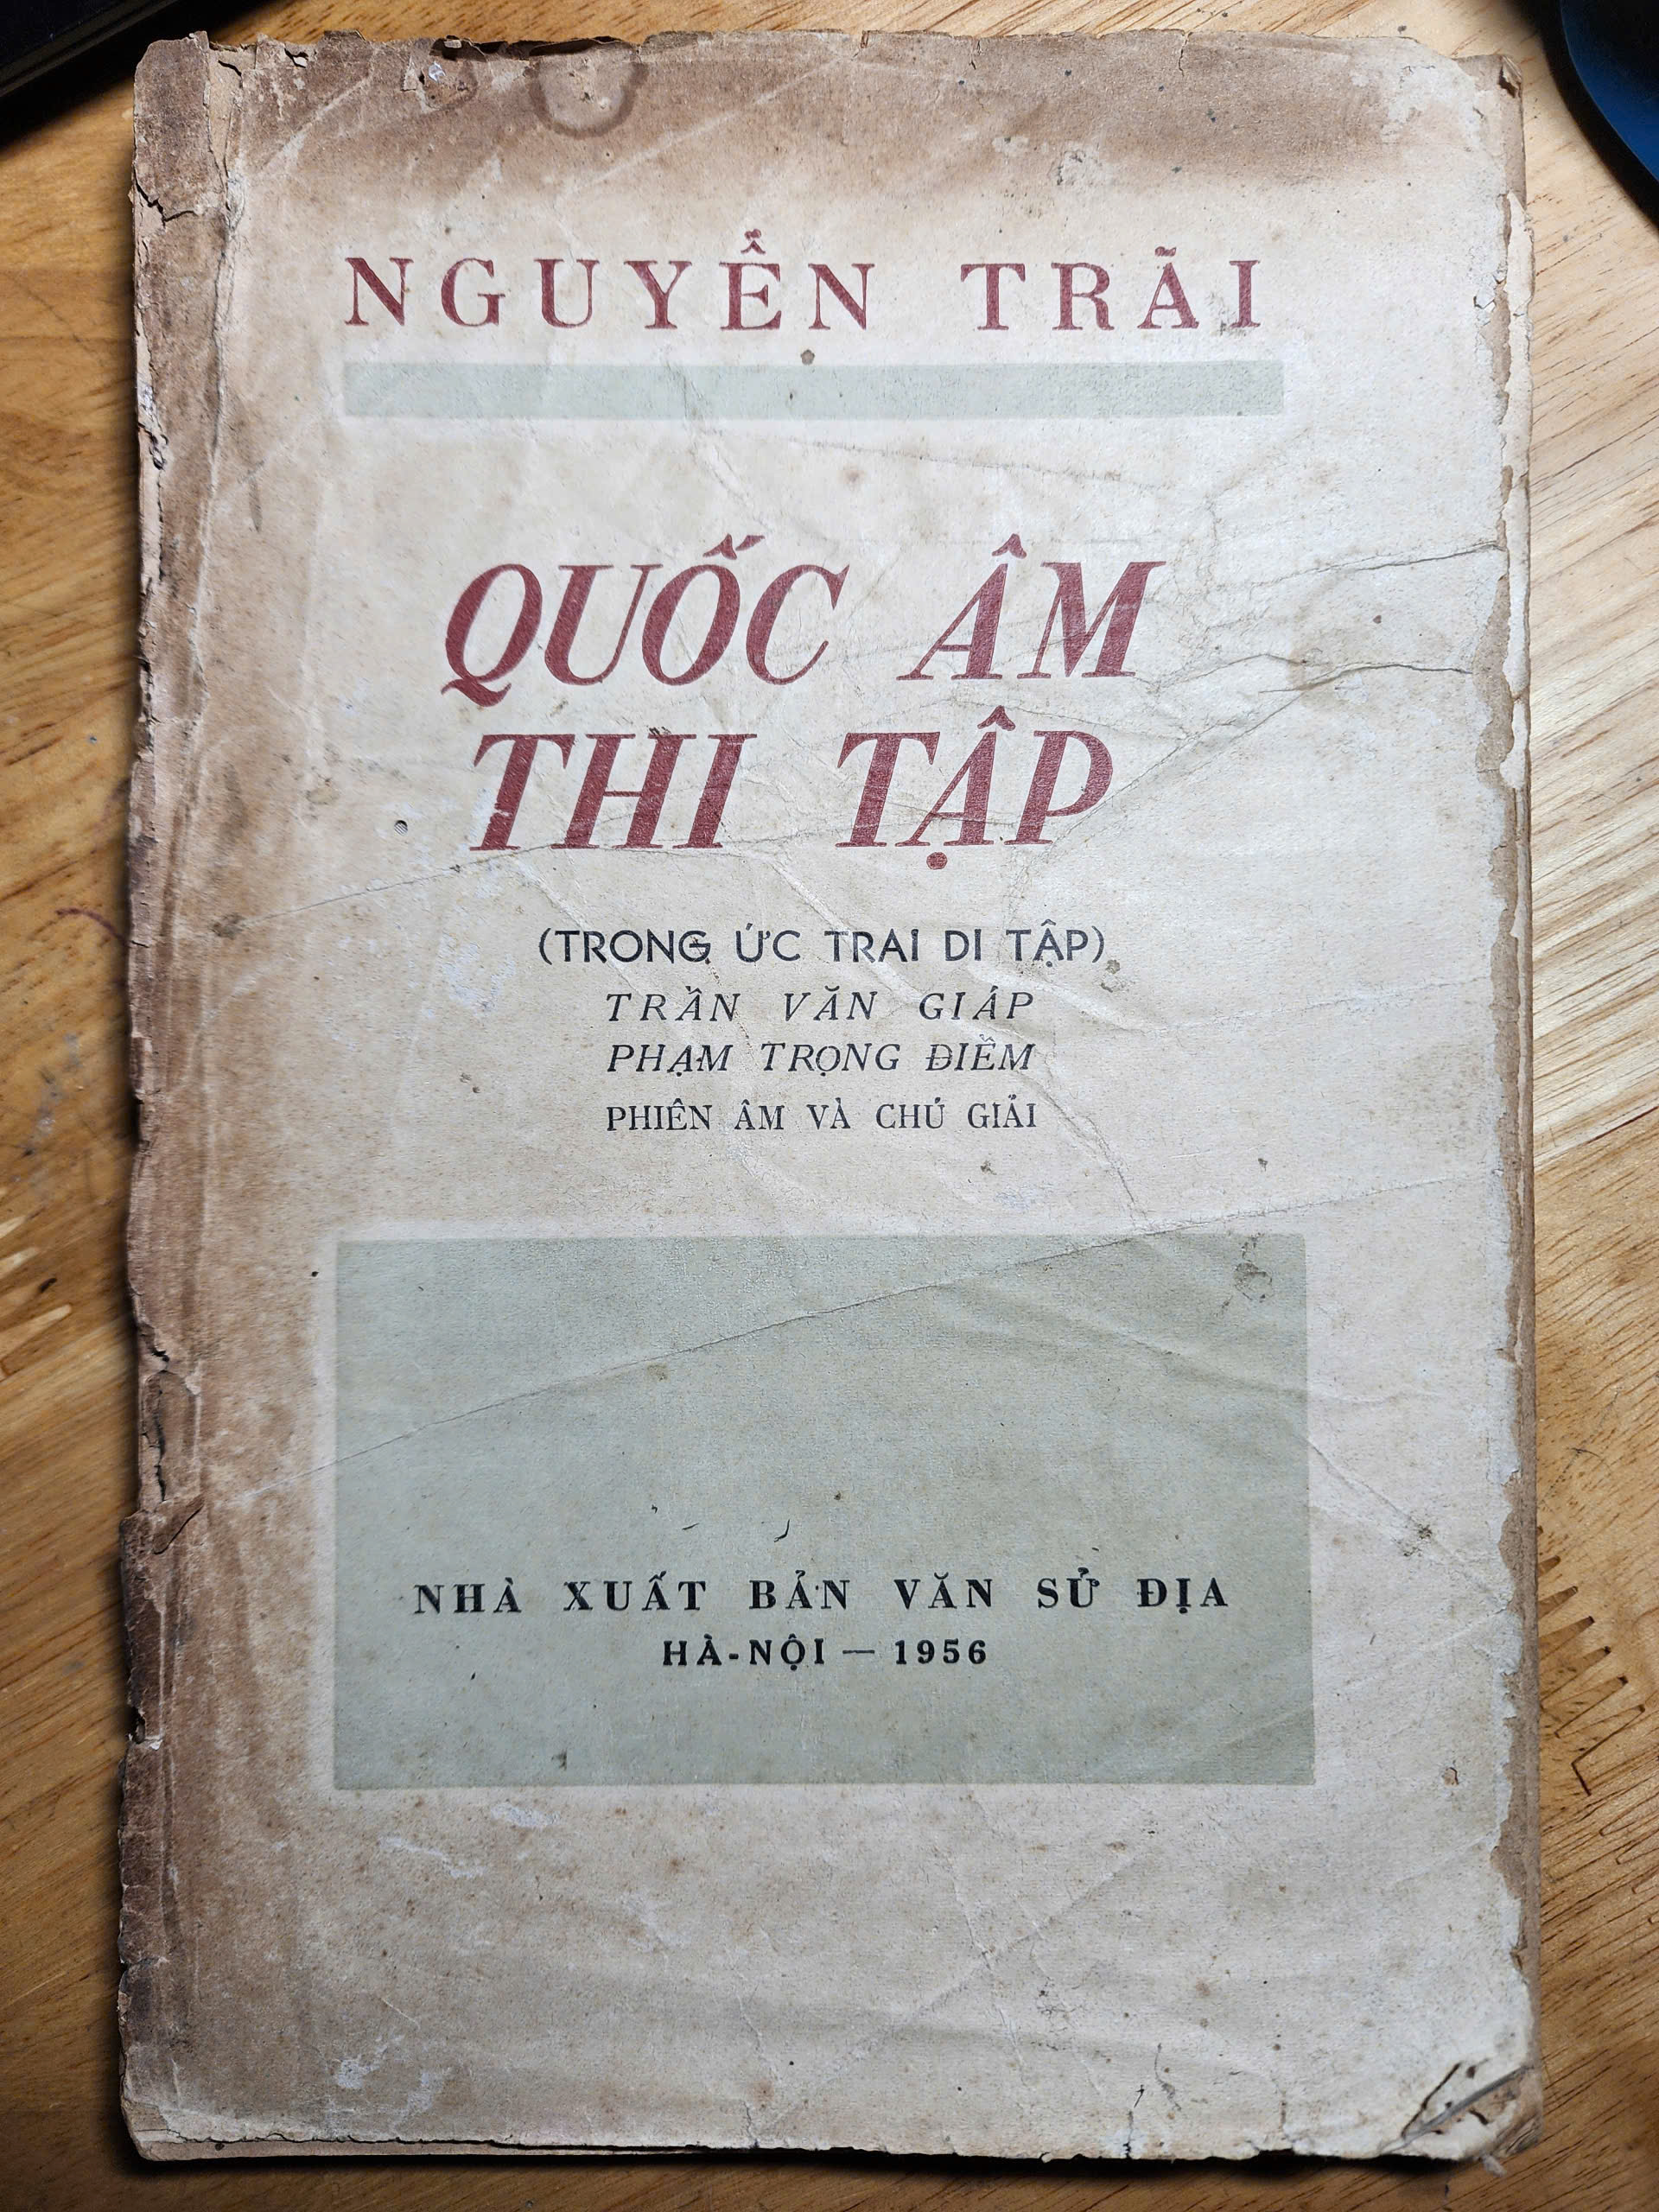 NGUYỄN TRÃI
QUỐC ÂM
THI TẬP
(TRONG ỨC TRAI DI TẬP)
TRẦN VĂN GIÁP
PHẠM TRỌNG ĐIỀM
PHIÊN ÂM VÀ CHÚ GIẢI
NHÀ XUẤT BẢN VĂN SỬ ĐỊA
HÀ-NỘI — 1956